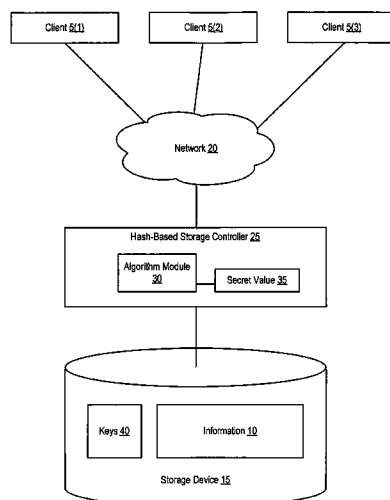 Client 5(1)
Client 5(2)
Client 5(3)
Network 20
Hash-Based Storage Controller 25
Algorithm Module
30
Secret Value 35
Keys 40
Information 10
Storage Device 15